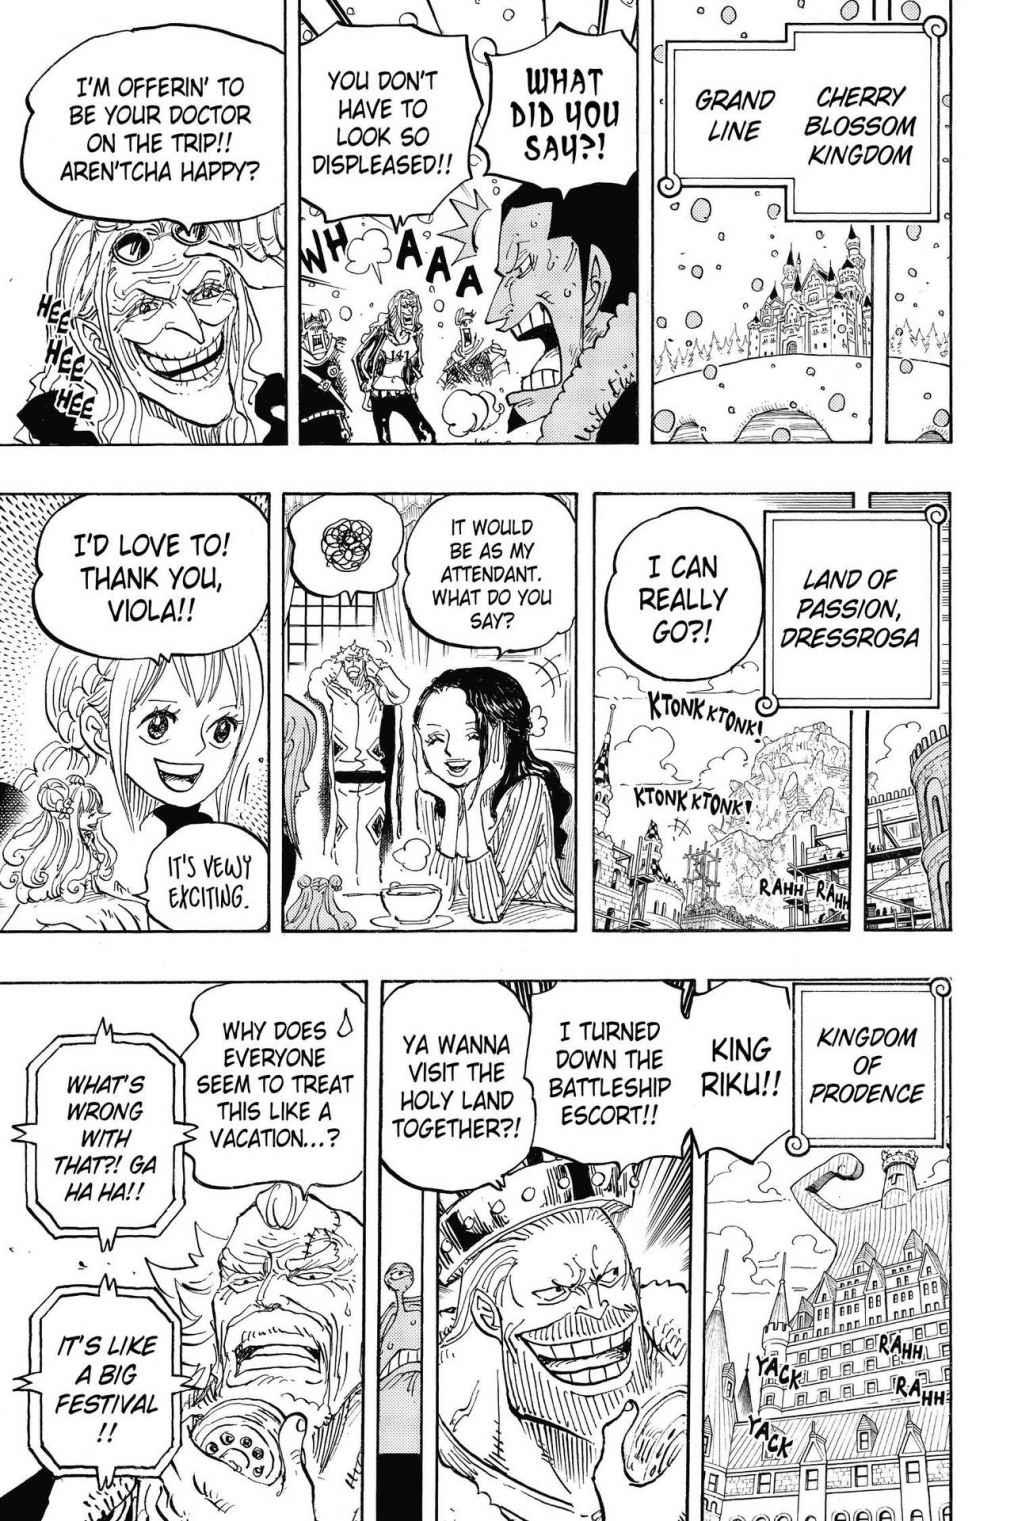 GRAND
LINE
CHERRY
BLOSSOM
KINGDOM
WHAT
DID YOU
SAY?!
YOU DON'T
HAVE TO
LOOK SO
DISPLEASED!!
WHAAAA
I'M OFFERIN' TO
BE YOUR DOCTOR
ON THE TRIP!!
AREN'TCHA HAPPY?
HEE
HEE
HEE
LAND OF
PASSION,
DRESSROSA
I CAN
REALLY
GO?!
KTONK KTONK!
KTONK KTONK!
RAHH RAHH
IT WOULD
BE AS MY
ATTENDANT.
WHAT DO YOU
SAY?
I'D LOVE TO!
THANK YOU,
VIOLA!!
IT'S VEWY
EXCITING.
KINGDOM
OF
PRODENCE
KING
RIKU!!
I TURNED
DOWN THE
BATTLESHIP
ESCORT!!
YA WANNA
VISIT THE
HOLY LAND
TOGETHER?!
RAHH
RAHH
YACK
YACK
WHY DOES
EVERYONE
SEEM TO TREAT
THIS LIKE A
VACATION...?
WHAT'S
WRONG
WITH
THAT?! GA
HA HA!!
IT'S LIKE
A BIG
FESTIVAL
!!